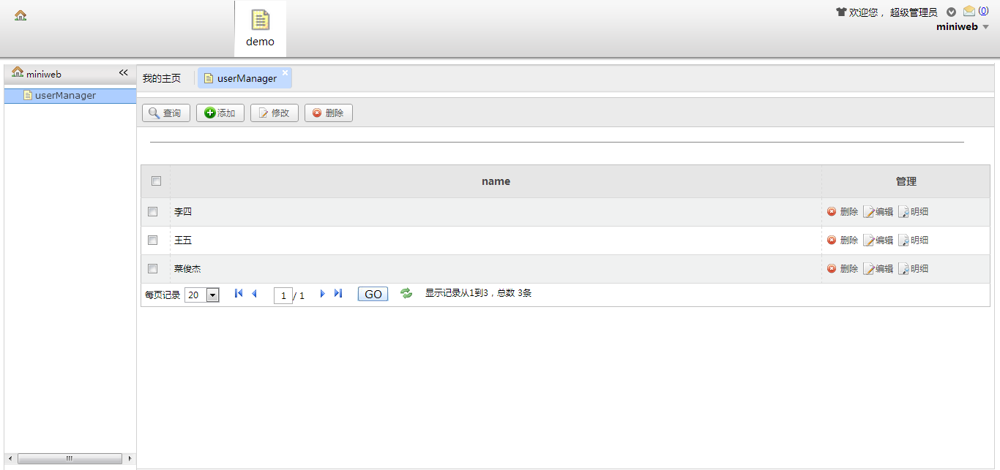 欢迎您， 超级管理员 (0)
demo
miniweb
miniweb
我的主页 userManager
userManager
查询 添加 修改 删除
name 管理
李四 删除 编辑 明细
王五 删除 编辑 明细
菜俊杰 删除 编辑 明细
每页记录 20 1 / 1 GO 显示记录从1到3，总数 3条